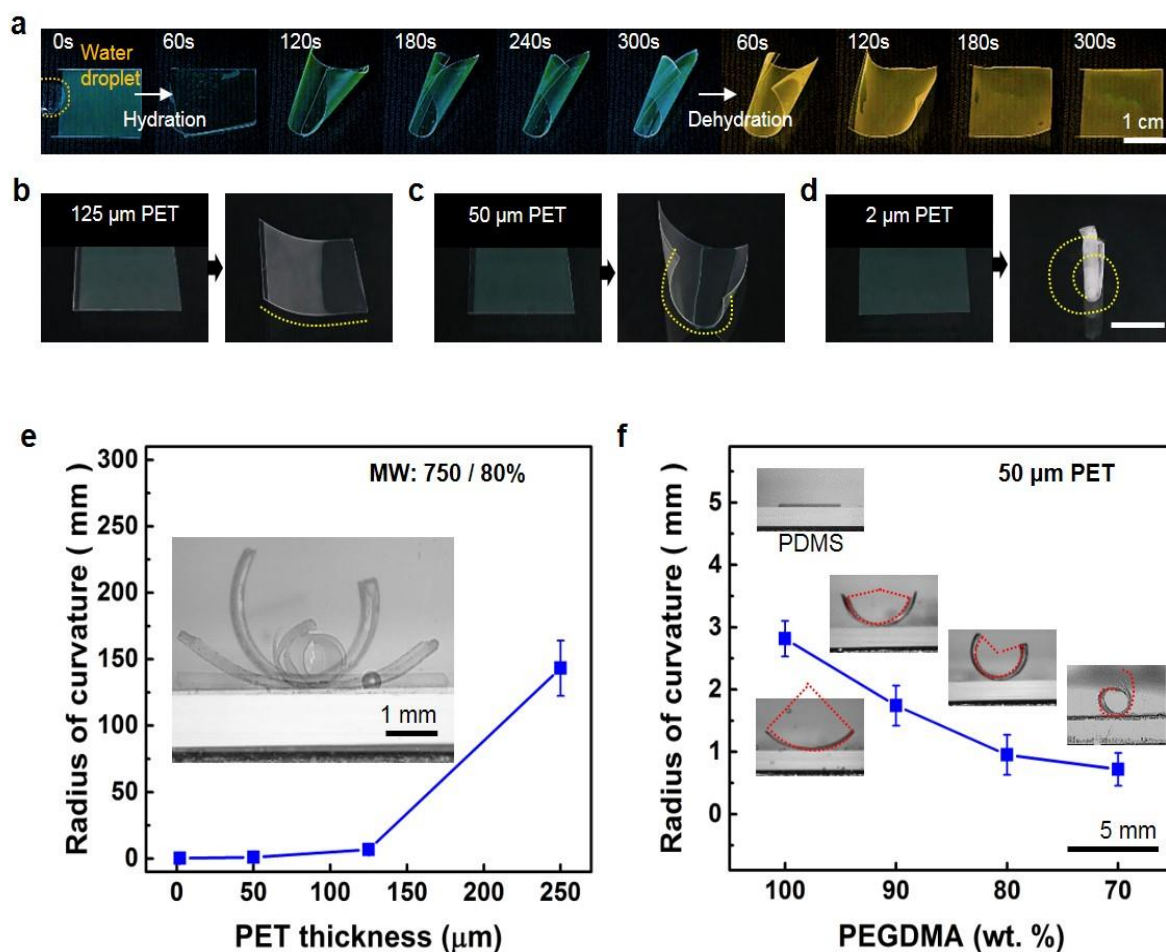 a
0s 60s 120s 180s 240s 300s 60s 120s 180s 300s
Water
droplet
Hydration
Dehydration
1 cm
b
125 µm PET
c
50 µm PET
d
2 µm PET
e
MW: 750 / 80%
Radius of curvature ( mm )
300
250
200
150
100
50
0
1 mm
0 50 100 150 200 250
PET thickness (μm)
f
50 µm PET
Radius of curvature ( mm )
5
4
3
2
1
0
PDMS
5 mm
100 90 80 70
PEGDMA (wt. %)